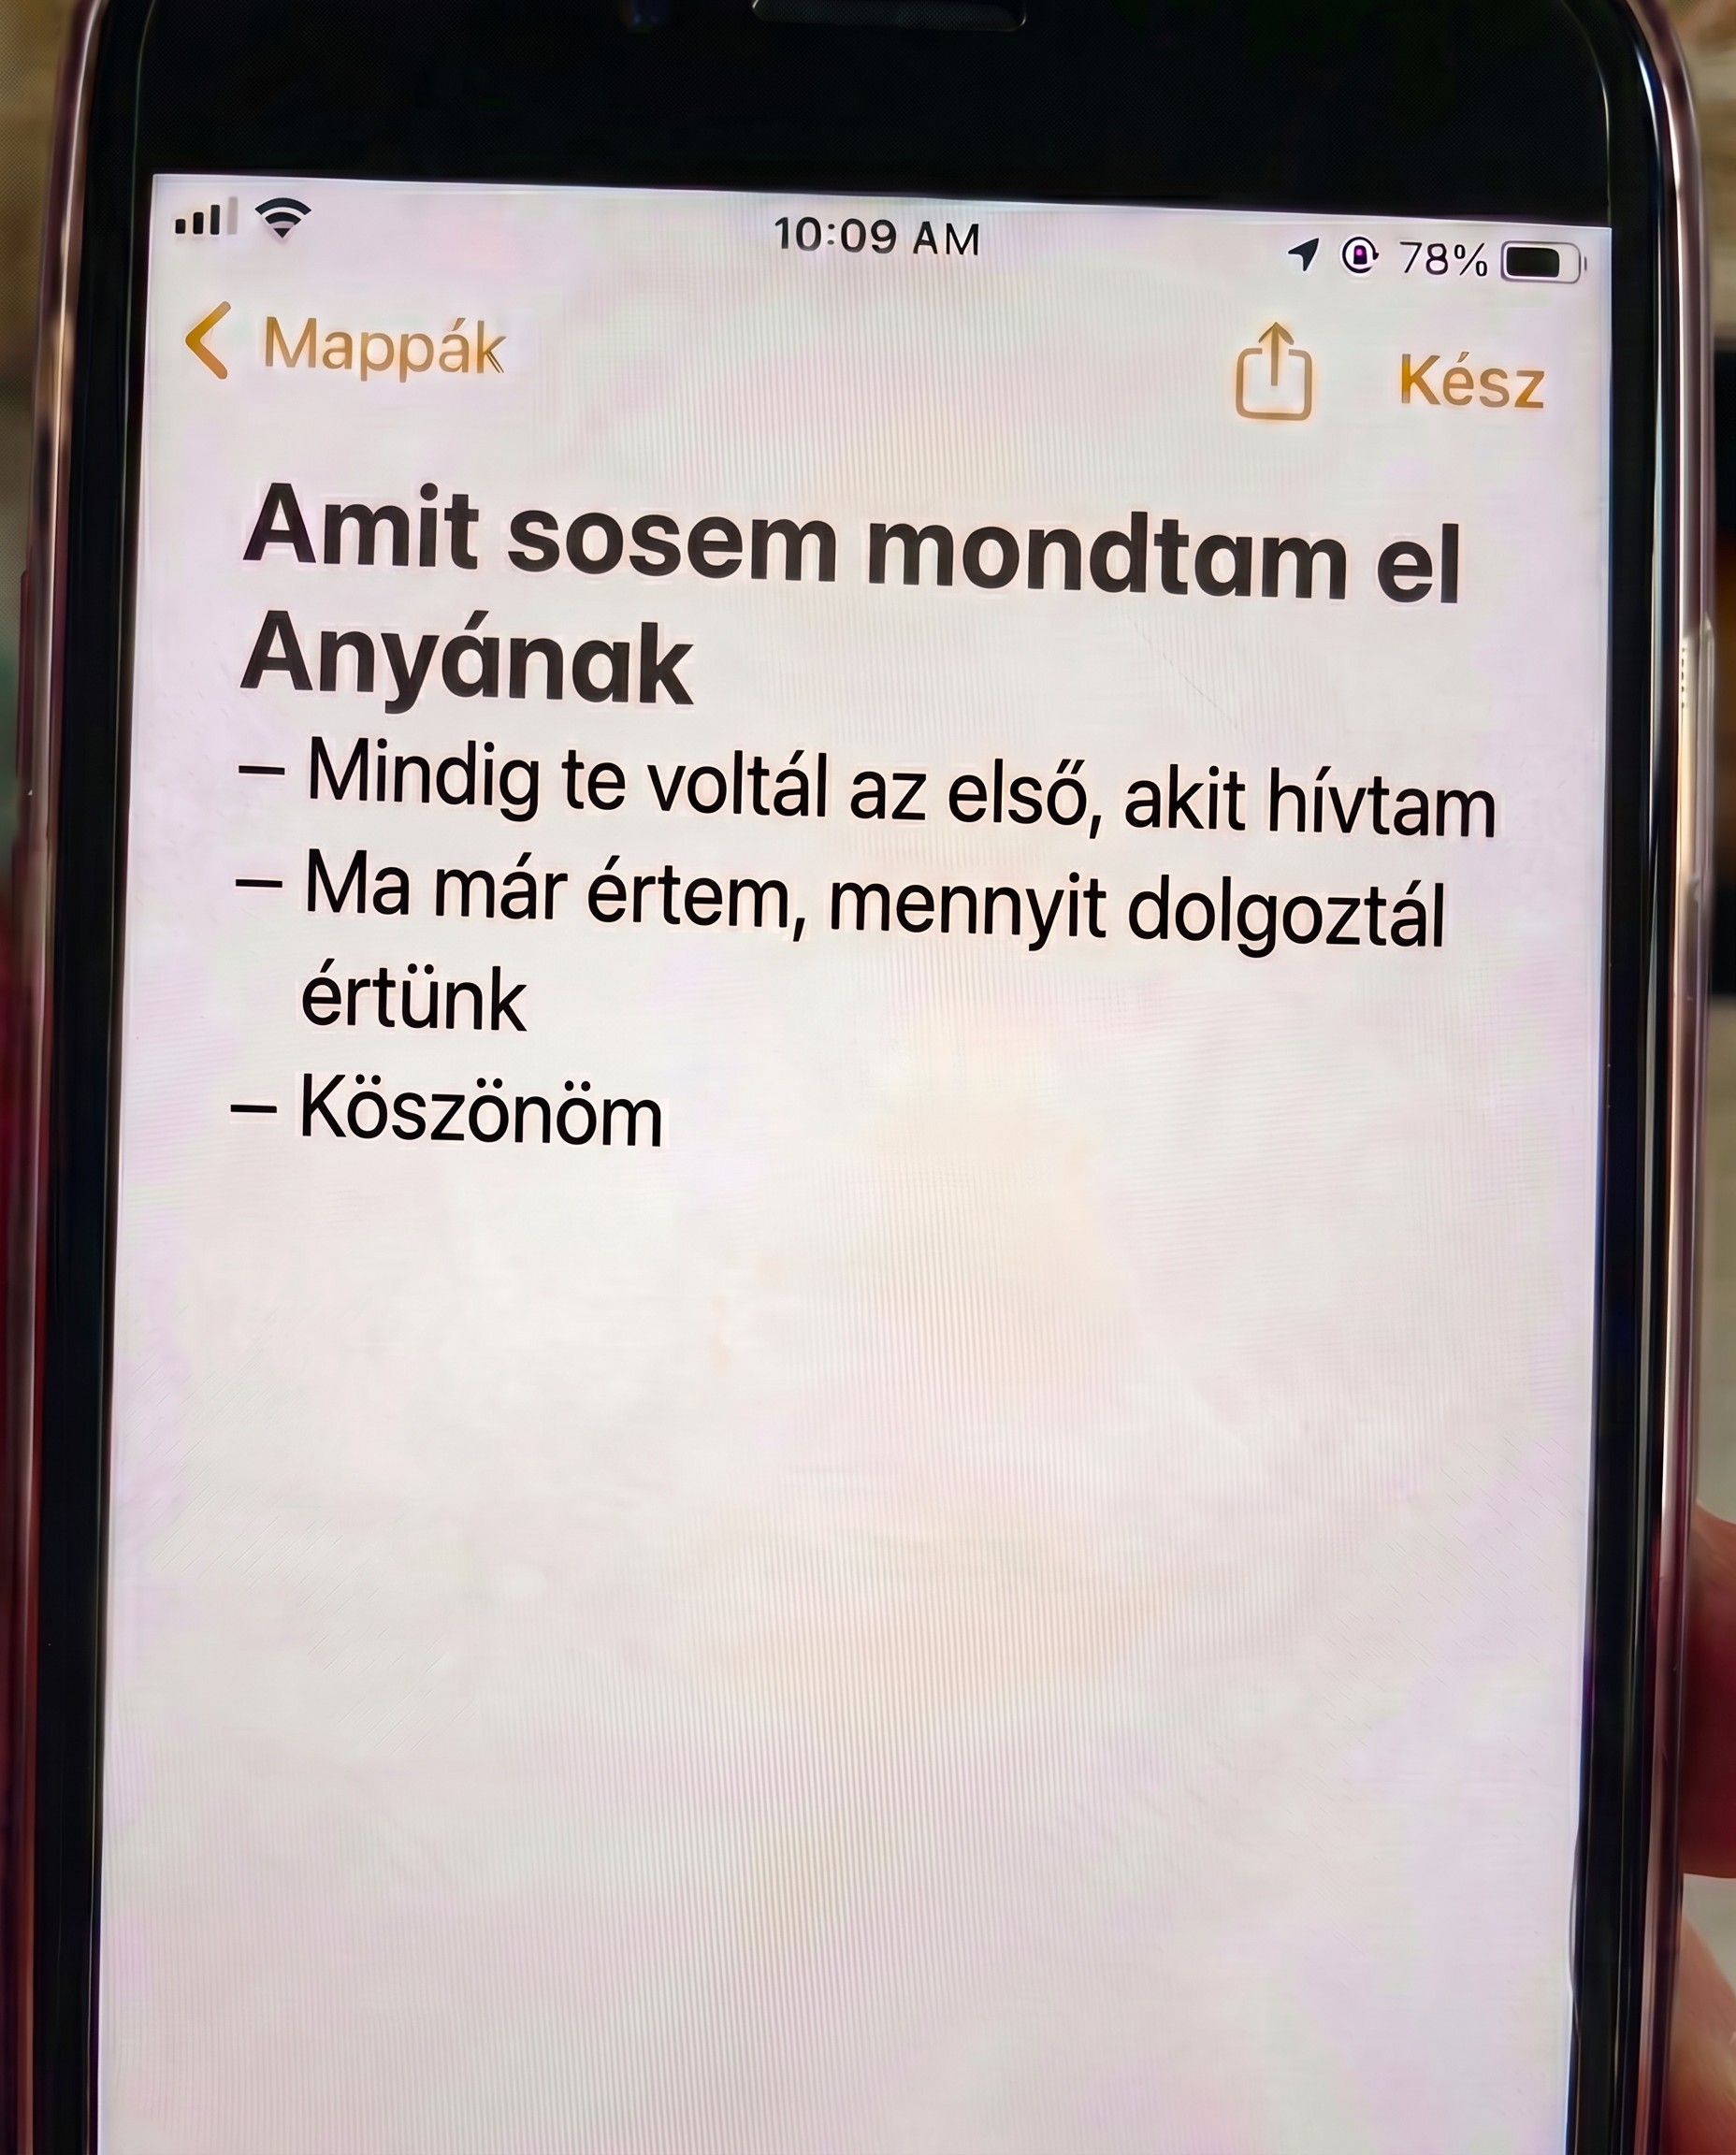 10:09 AM
78%
Mappák
Kész
Amit sosem mondtam el
Anyának
– Mindig te voltál az első, akit hívtam
– Ma már értem, mennyit dolgoztál
értünk
– Köszönöm